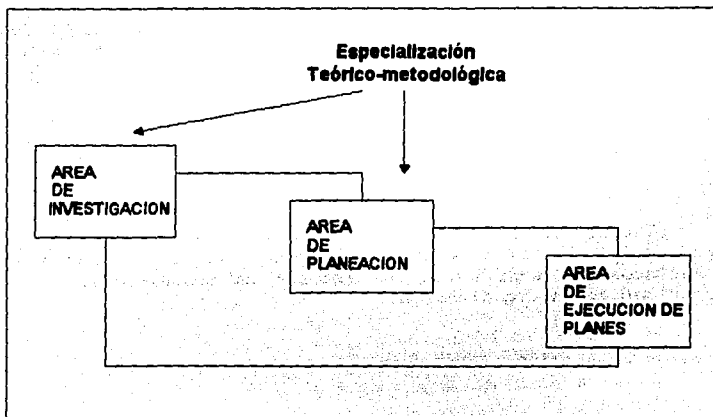 Especialización
Teórico-metodológica
AREA
DE
INVESTIGACION
AREA
DE
PLANEACION
AREA
DE
EJECUCION DE
PLANES